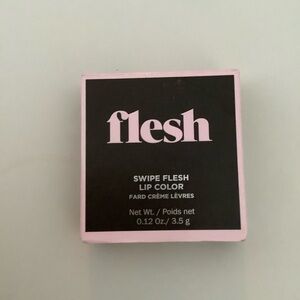 flesh
SWIPE FLESH
LIP COLOR
FARD CRÈME LÈVRES
Net Wt. / Poids net
0.12 Oz./ 3.5 g